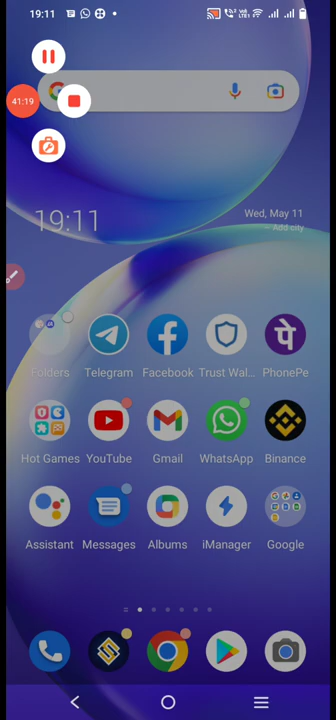 19:11
41:19
19:11
Wed, May 11
Add city
Folders
Telegram
Facebook
Trust Wal...
PhonePe
Hot Games
YouTube
Gmail
WhatsApp
Binance
Assistant
Messages
Albums
iManager
Google